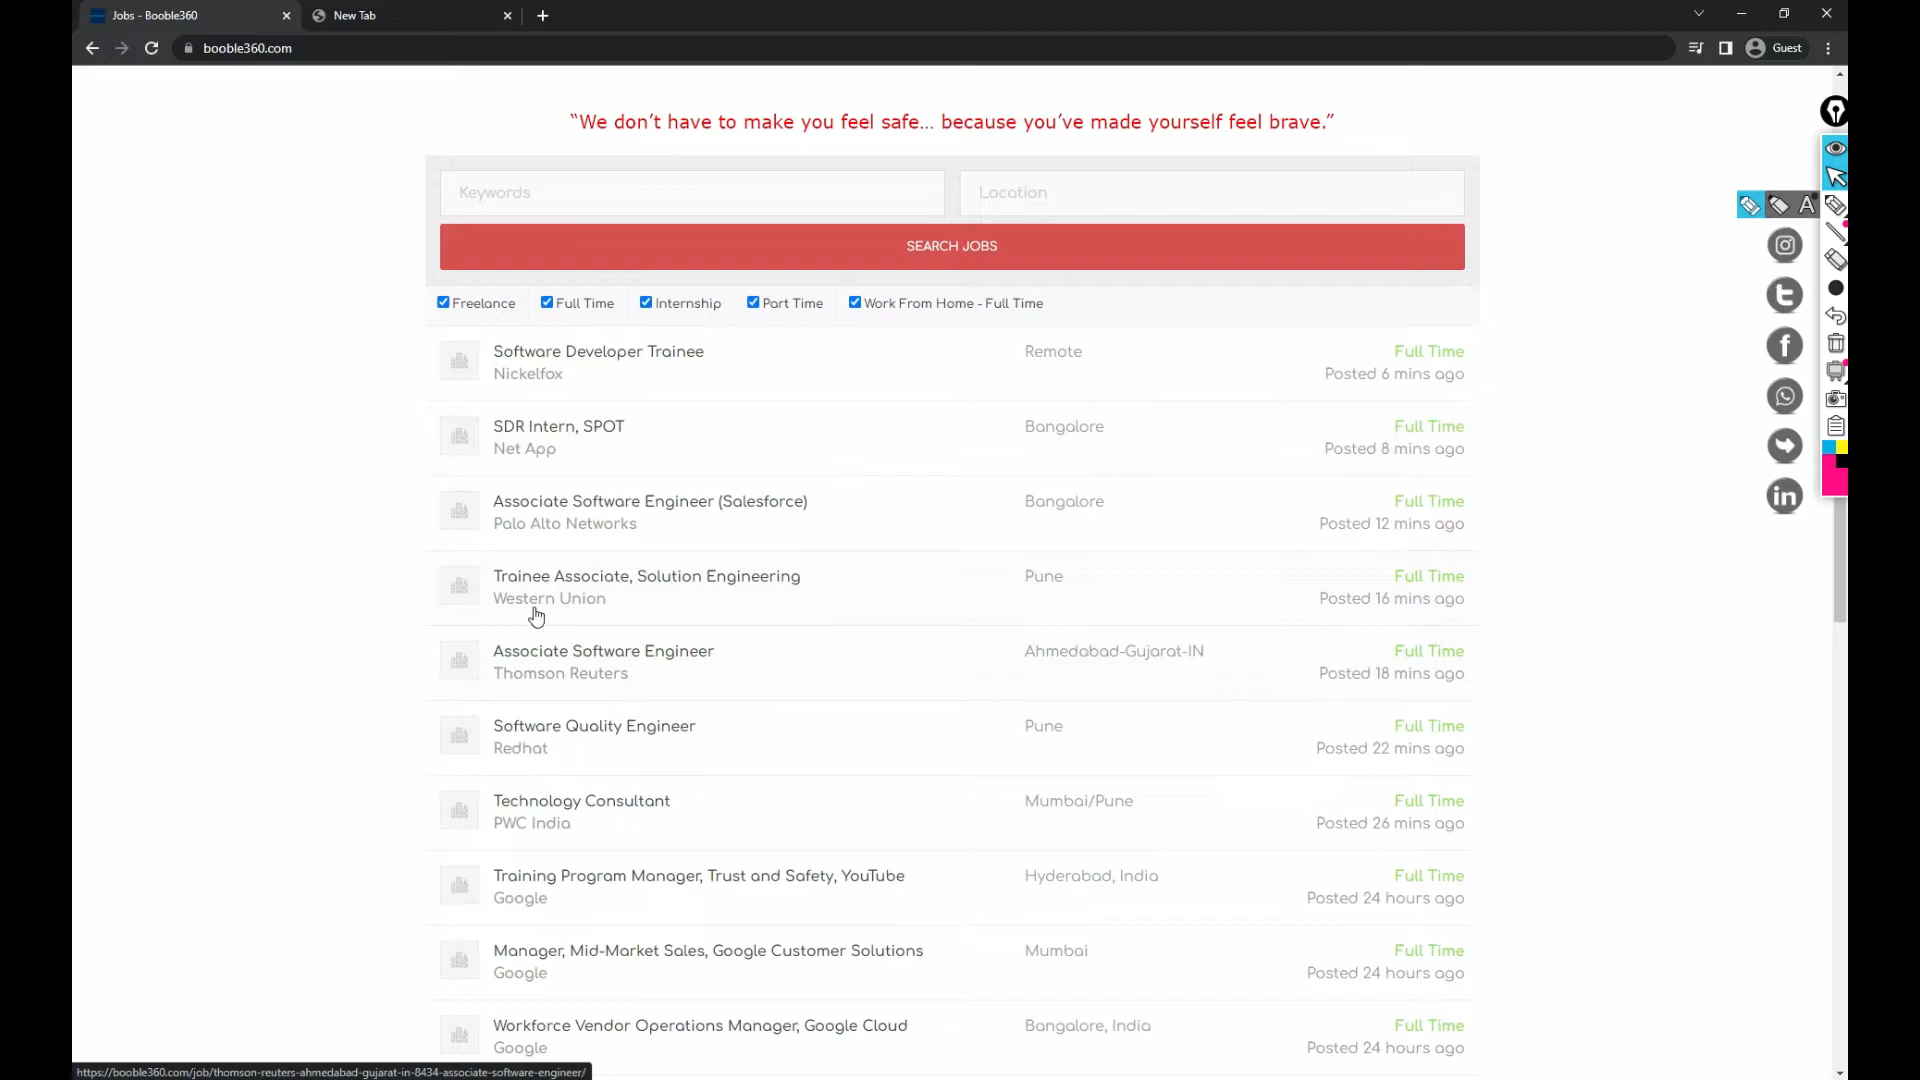 Jobs - Booble360
New Tab
booble360.com
Guest
“We don’t have to make you feel safe... because you’ve made yourself feel brave.”
Keywords
Location
SEARCH JOBS
Freelance
Full Time
Internship
Part Time
Work From Home - Full Time
Software Developer Trainee
Remote
Full Time
Nickelfox
Posted 6 mins ago
SDR Intern, SPOT
Bangalore
Full Time
Net App
Posted 8 mins ago
Associate Software Engineer (Salesforce)
Bangalore
Full Time
Palo Alto Networks
Posted 12 mins ago
Trainee Associate, Solution Engineering
Pune
Full Time
Western Union
Posted 16 mins ago
Associate Software Engineer
Ahmedabad-Gujarat-IN
Full Time
Thomson Reuters
Posted 18 mins ago
Software Quality Engineer
Pune
Full Time
Redhat
Posted 22 mins ago
Technology Consultant
Mumbai/Pune
Full Time
PWC India
Posted 26 mins ago
Training Program Manager, Trust and Safety, YouTube
Hyderabad, India
Full Time
Google
Posted 24 hours ago
Manager, Mid-Market Sales, Google Customer Solutions
Mumbai
Full Time
Google
Posted 24 hours ago
Workforce Vendor Operations Manager, Google Cloud
Bangalore, India
Full Time
Google
Posted 24 hours ago
https://booble360.com/job/thomson-reuters-ahmedabad-gujarat-in-8434-associate-software-engineer/